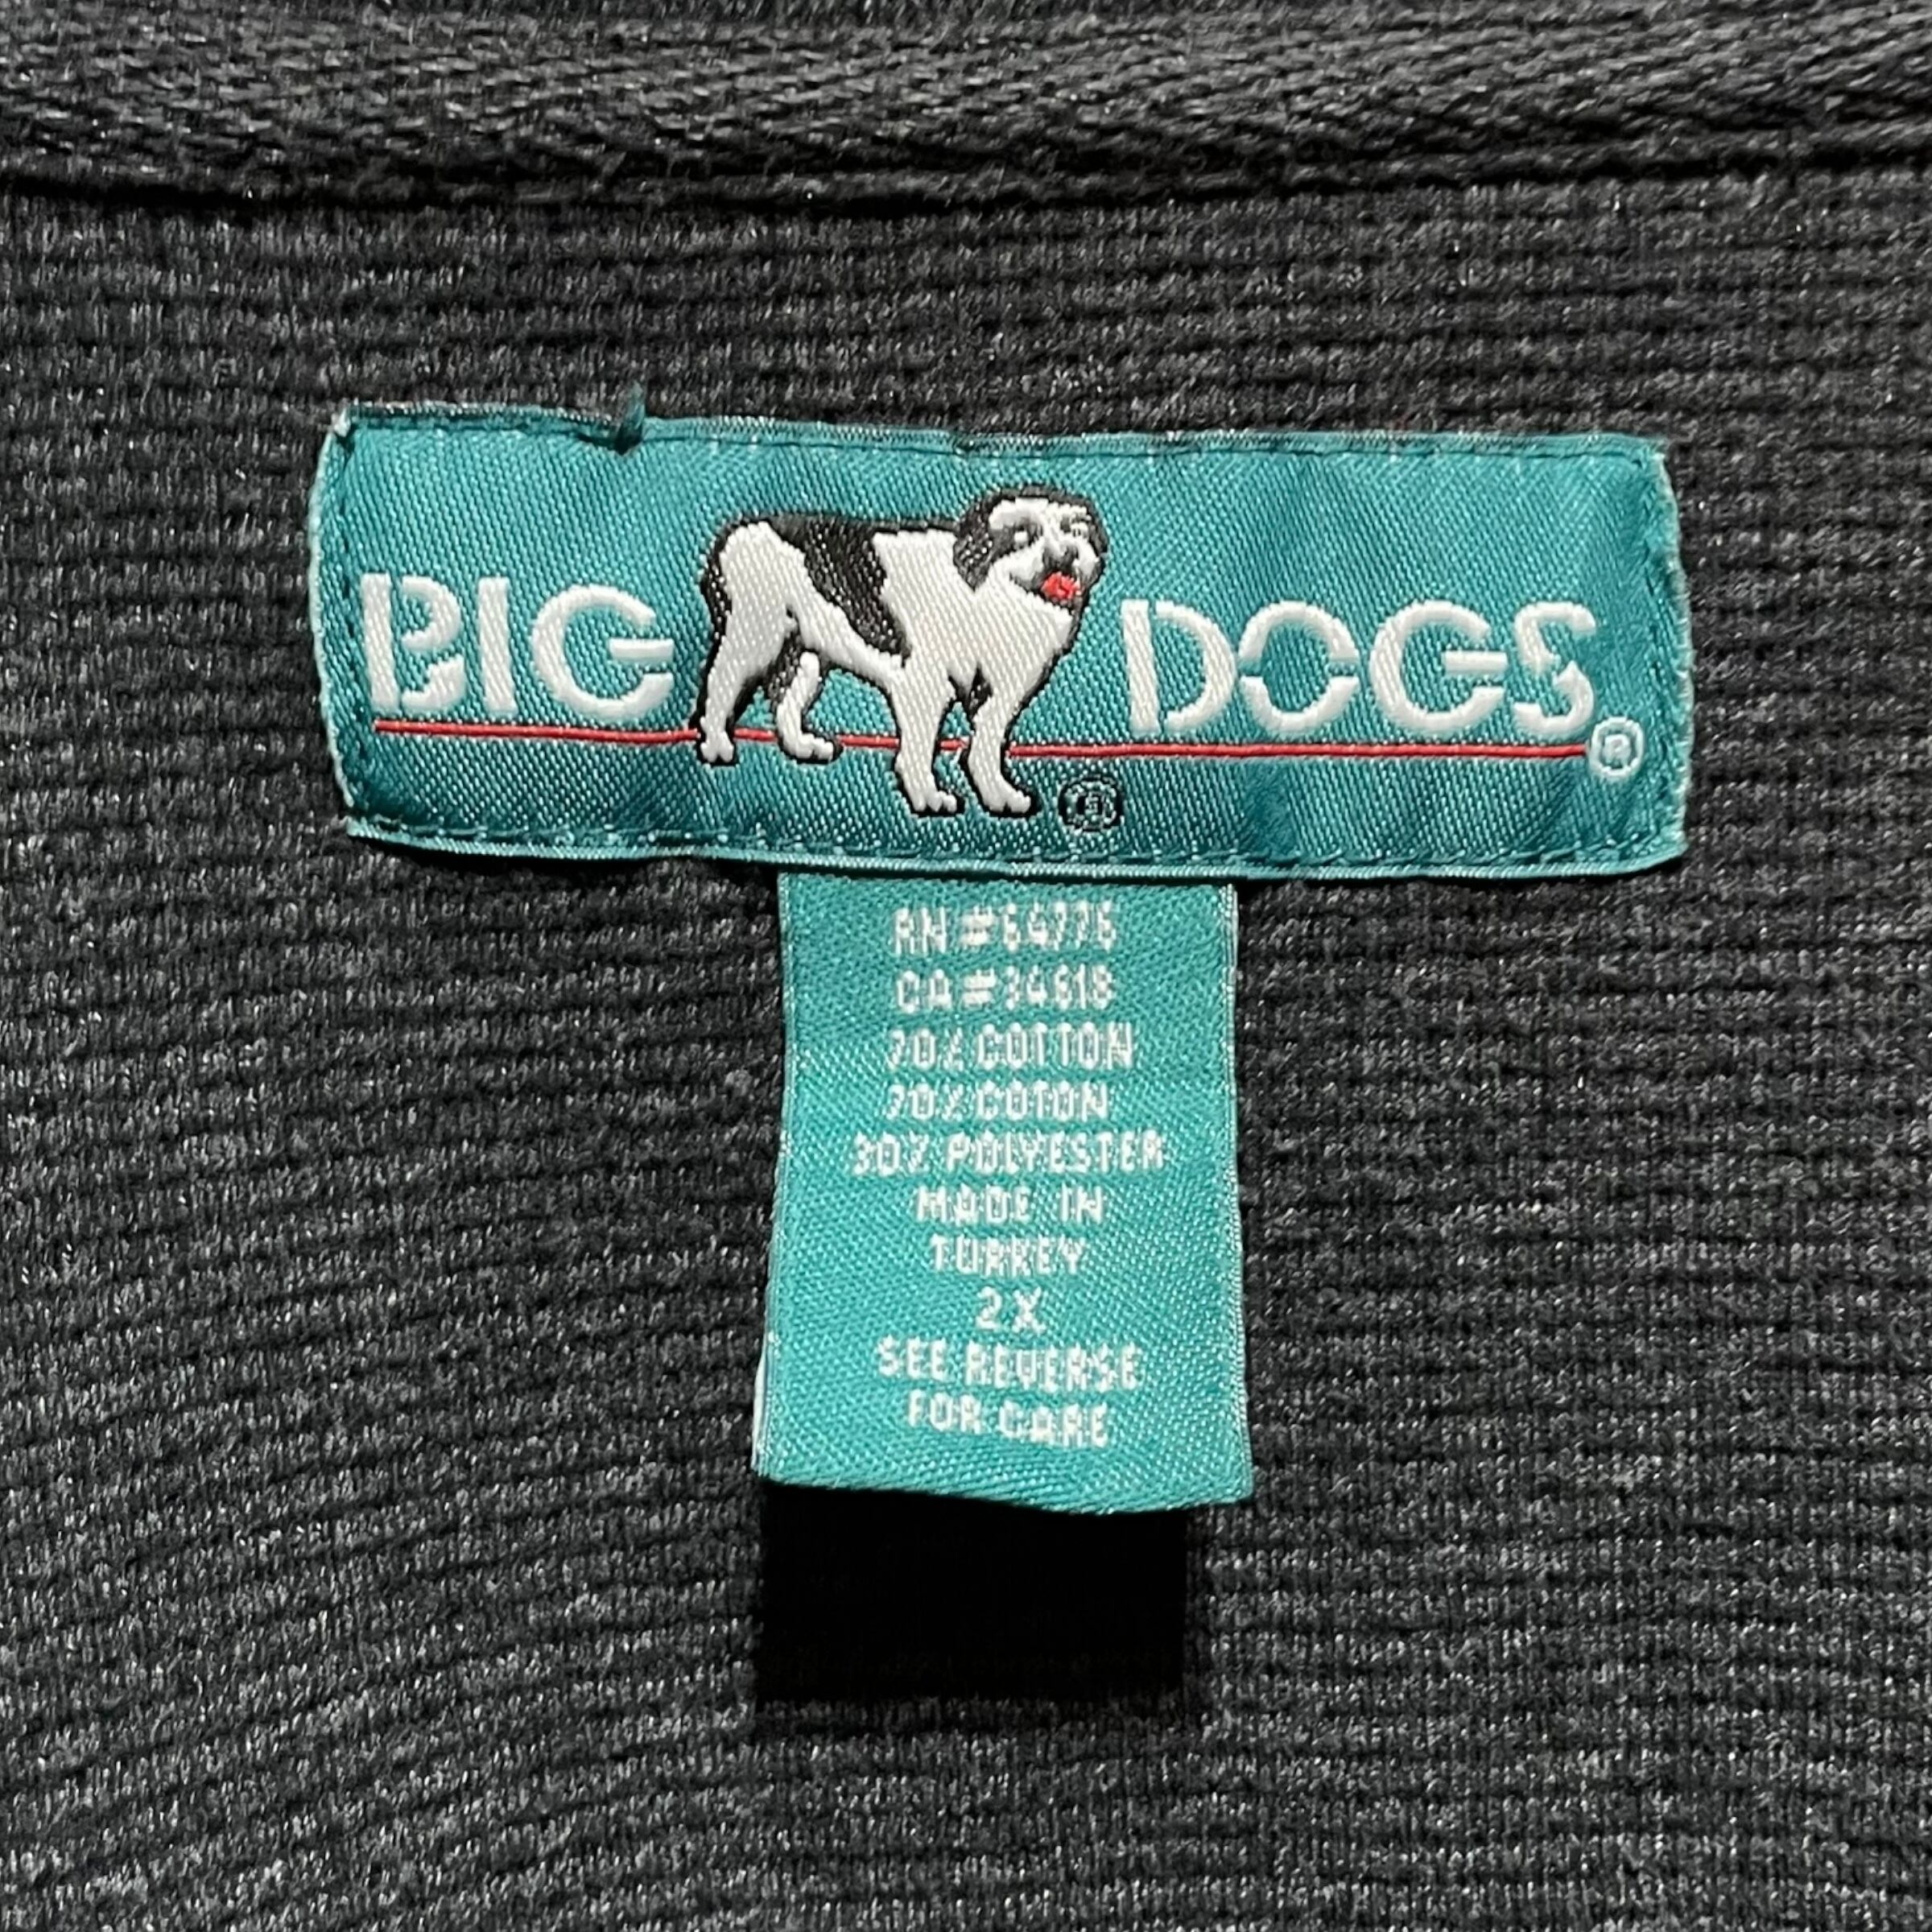 BIG DOGS®
®
RN#64776
CA#34618
70% COTTON
70% COTON
30% POLYESTER
MADE IN
TURKEY
2X
SEE REVERSE
FOR CARE